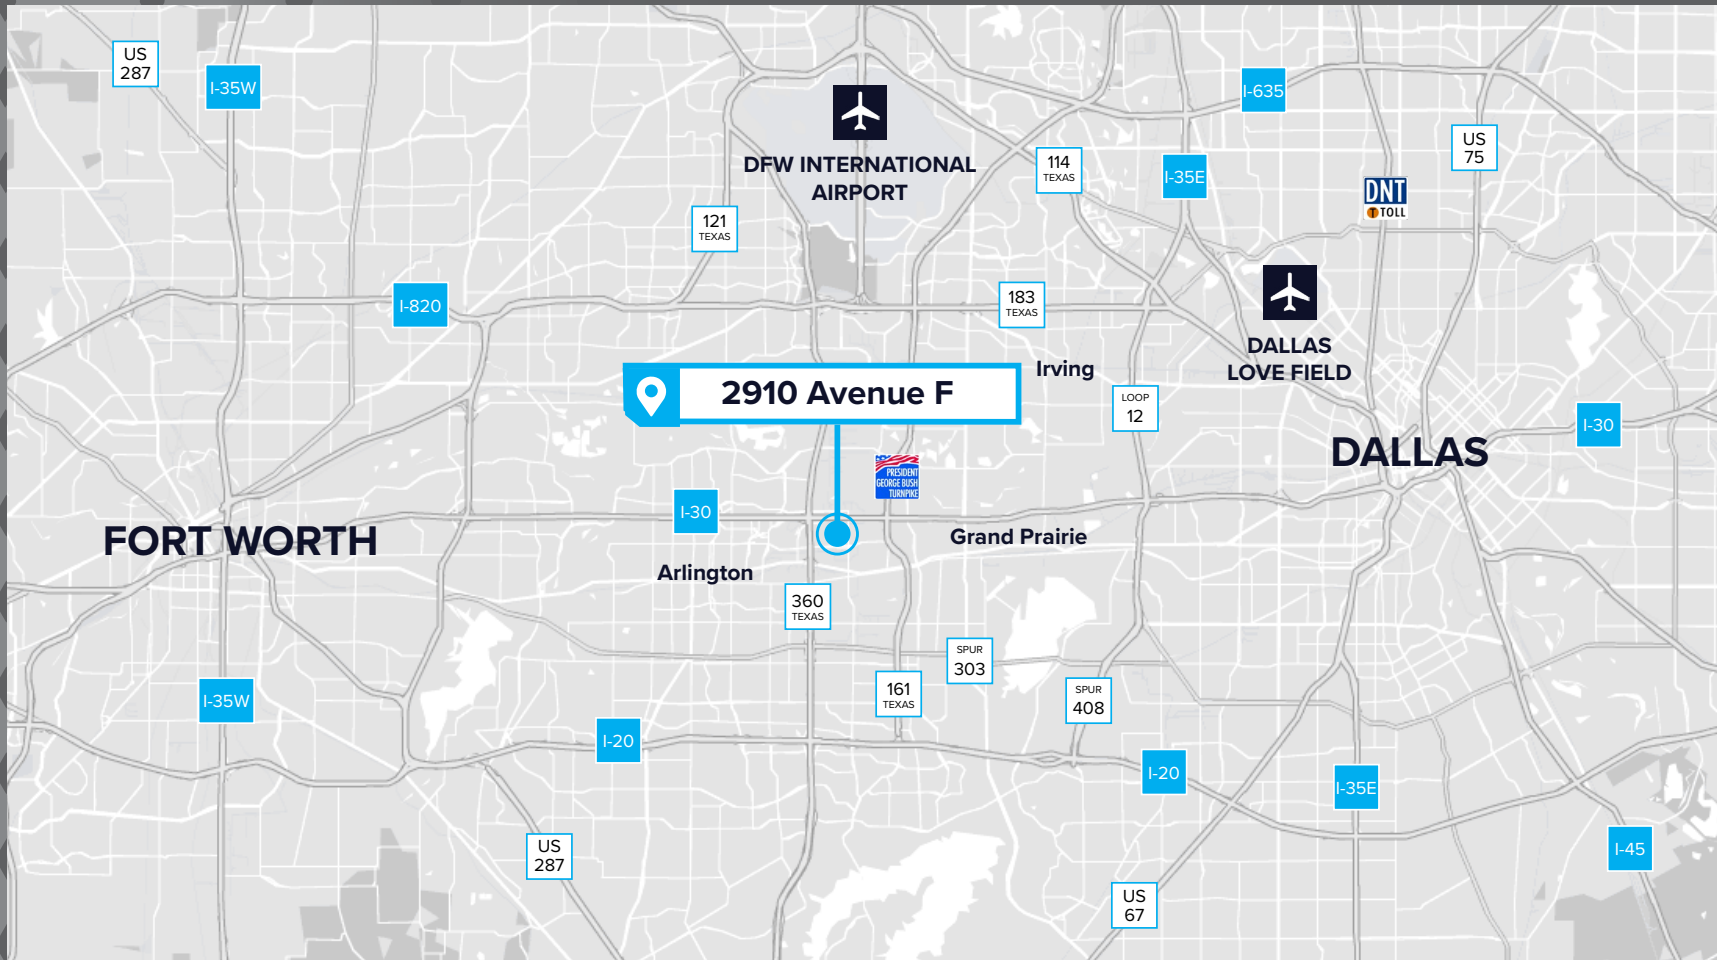 US
287
I-35W
I-635
DFW INTERNATIONAL
AIRPORT
114
TEXAS
I-35E
US
75
DNT
TOLL
121
TEXAS
I-820
183
TEXAS
DALLAS
LOVE FIELD
Irving
2910 Avenue F
LOOP
12
I-30
DALLAS
PRESIDENT
GEORGE BUSH
TURNPIKE
I-30
FORT WORTH
Grand Prairie
Arlington
360
TEXAS
SPUR
303
161
TEXAS
SPUR
408
I-35W
I-20
I-20
I-35E
US
287
I-45
US
67